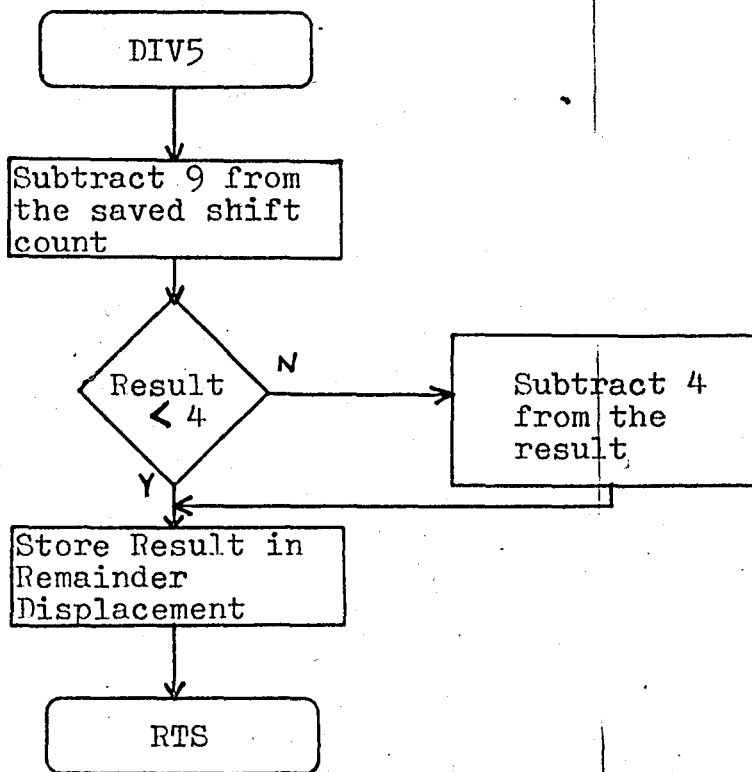 DIV5
Subtract 9 from
the saved shift
count
Result
< 4
N
Subtract 4
from the
result
Y
Store Result in
Remainder
Displacement
RTS